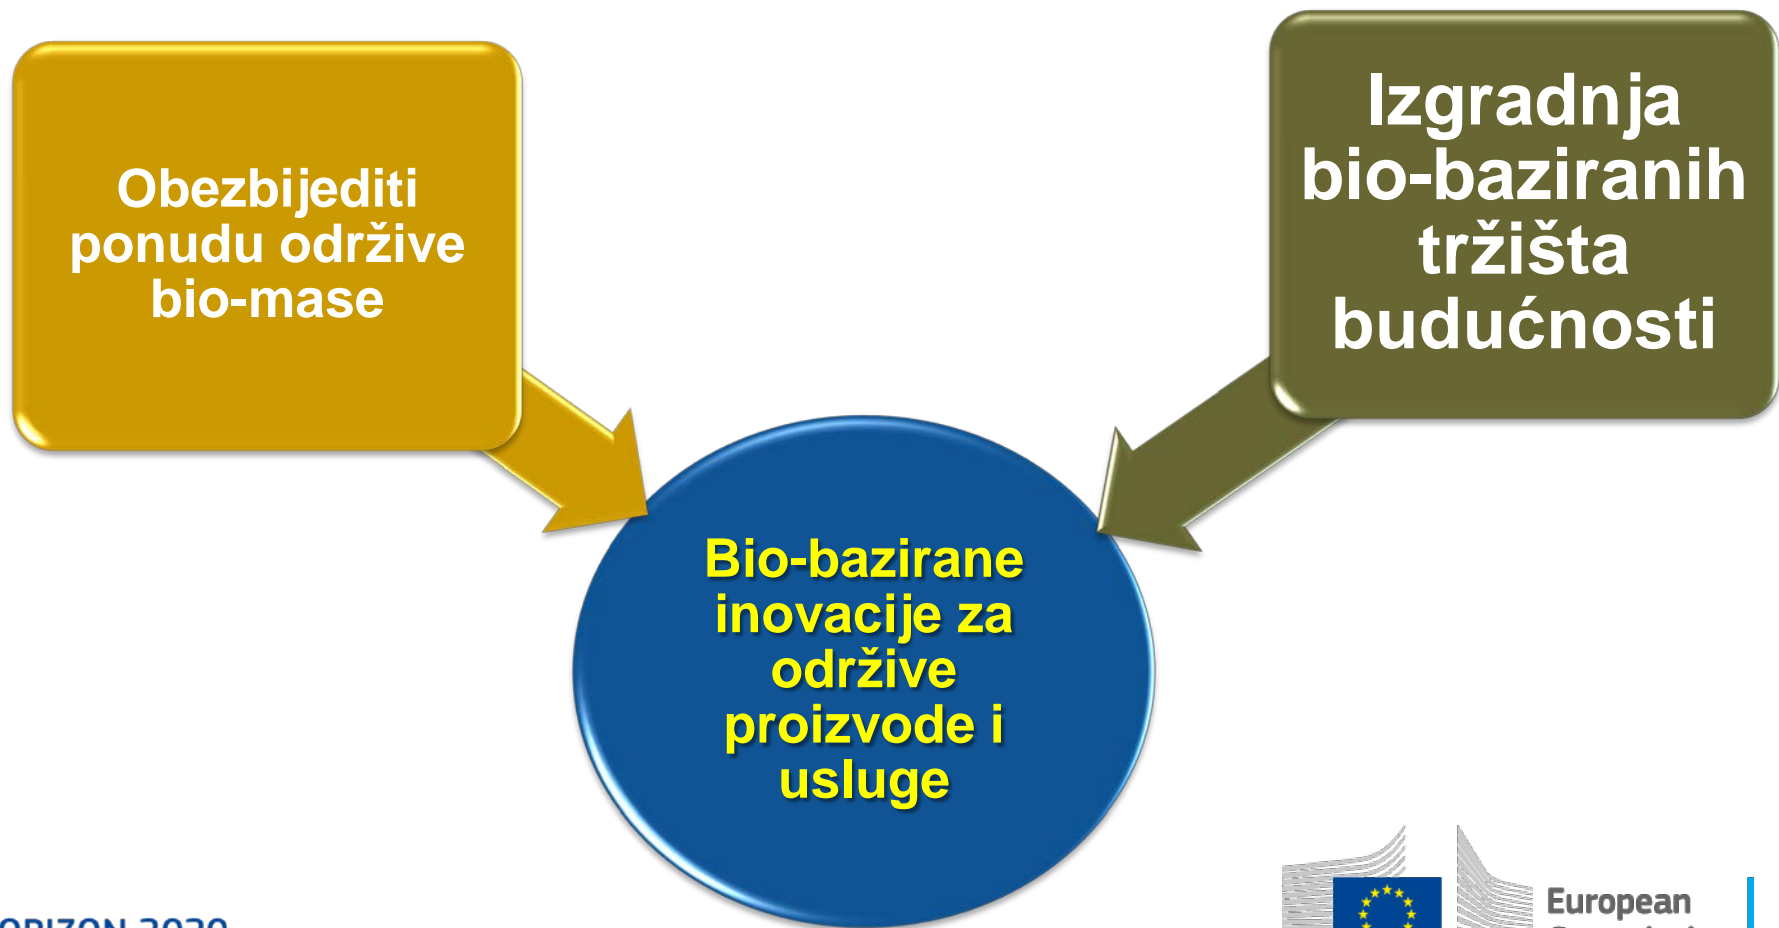 Obezbijediti
ponudu održive
bio-mase
Izgradnja
bio-baziranih
tržišta
budućnosti
Bio-bazirane
inovacije za
održive
proizvode i
usluge
European